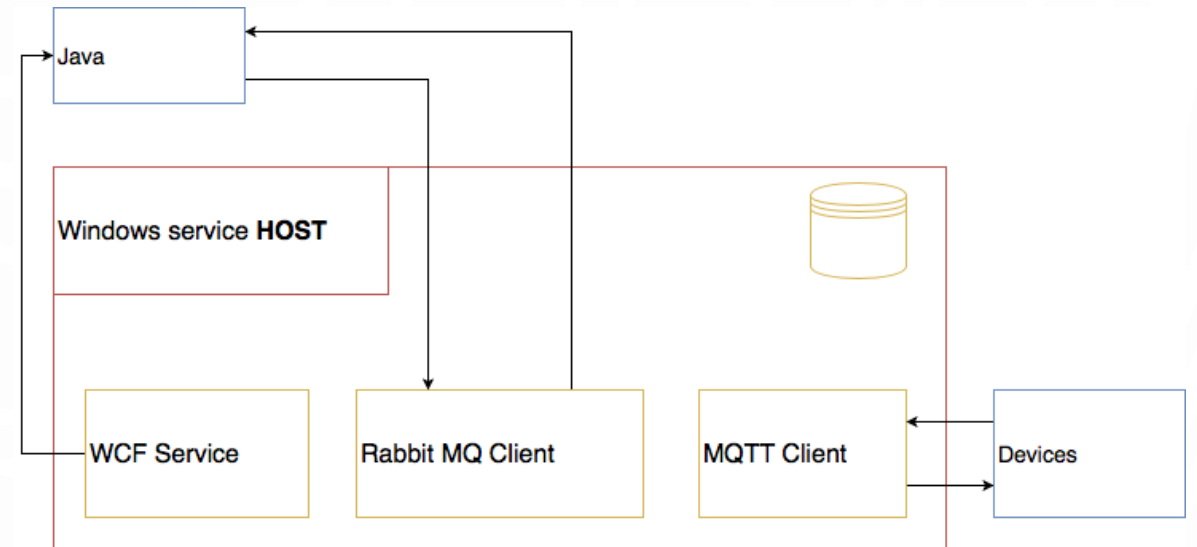 Java
Windows service HOST
WCF Service
Rabbit MQ Client
MQTT Client
Devices